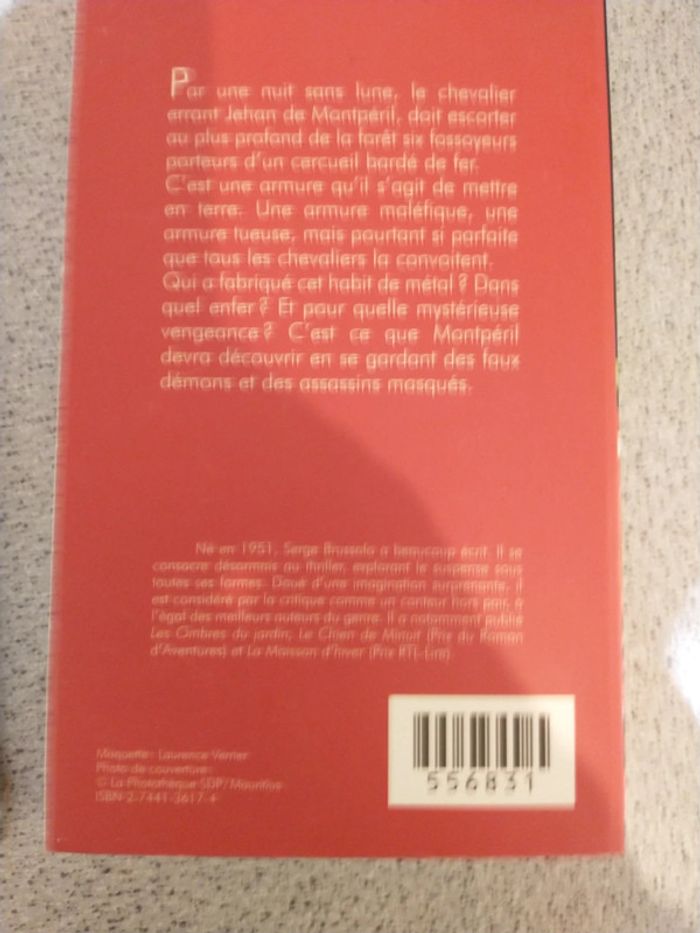 Par une nuit sans lune, le chevalier
errant Jehan de Montpéril, doit escorter
au plus profond de la forêt six fossoyeurs
porteurs d'un cercueil bardé de fer.
C'est une armure qu'il s'agit de mettre
en terre. Une armure maléfique, une
armure tueuse, mais pourtant si parfaite
que tous les chevaliers la convoitent.
Qui a fabriqué cet habit de métal ? Dans
quel enfer ? Et pour quelle mystérieuse
vengeance ? C'est ce que Montpéril
devra découvrir en se gardant des faux
démons et des assassins masqués.
Né en 1951, Serge Brussolo a beaucoup écrit. Il se
consacre désormais au thriller, explorant le suspense sous
toutes ses formes. Doué d'une imagination surprenante, il
est considéré par la critique comme un conteur hors pair, à
l'égal des meilleurs auteurs du genre. Il a notamment publié
Les Ombres du jardin, Le Chien de Minuit (Prix du Roman
d'Aventures) et La Maison d'hiver (Prix RTL-Lire).
Maquette : Laurence Verrier
Photo de couverture :
© La Photothèque SDP/Mauritius
ISBN 2-7441-3617-4
556831